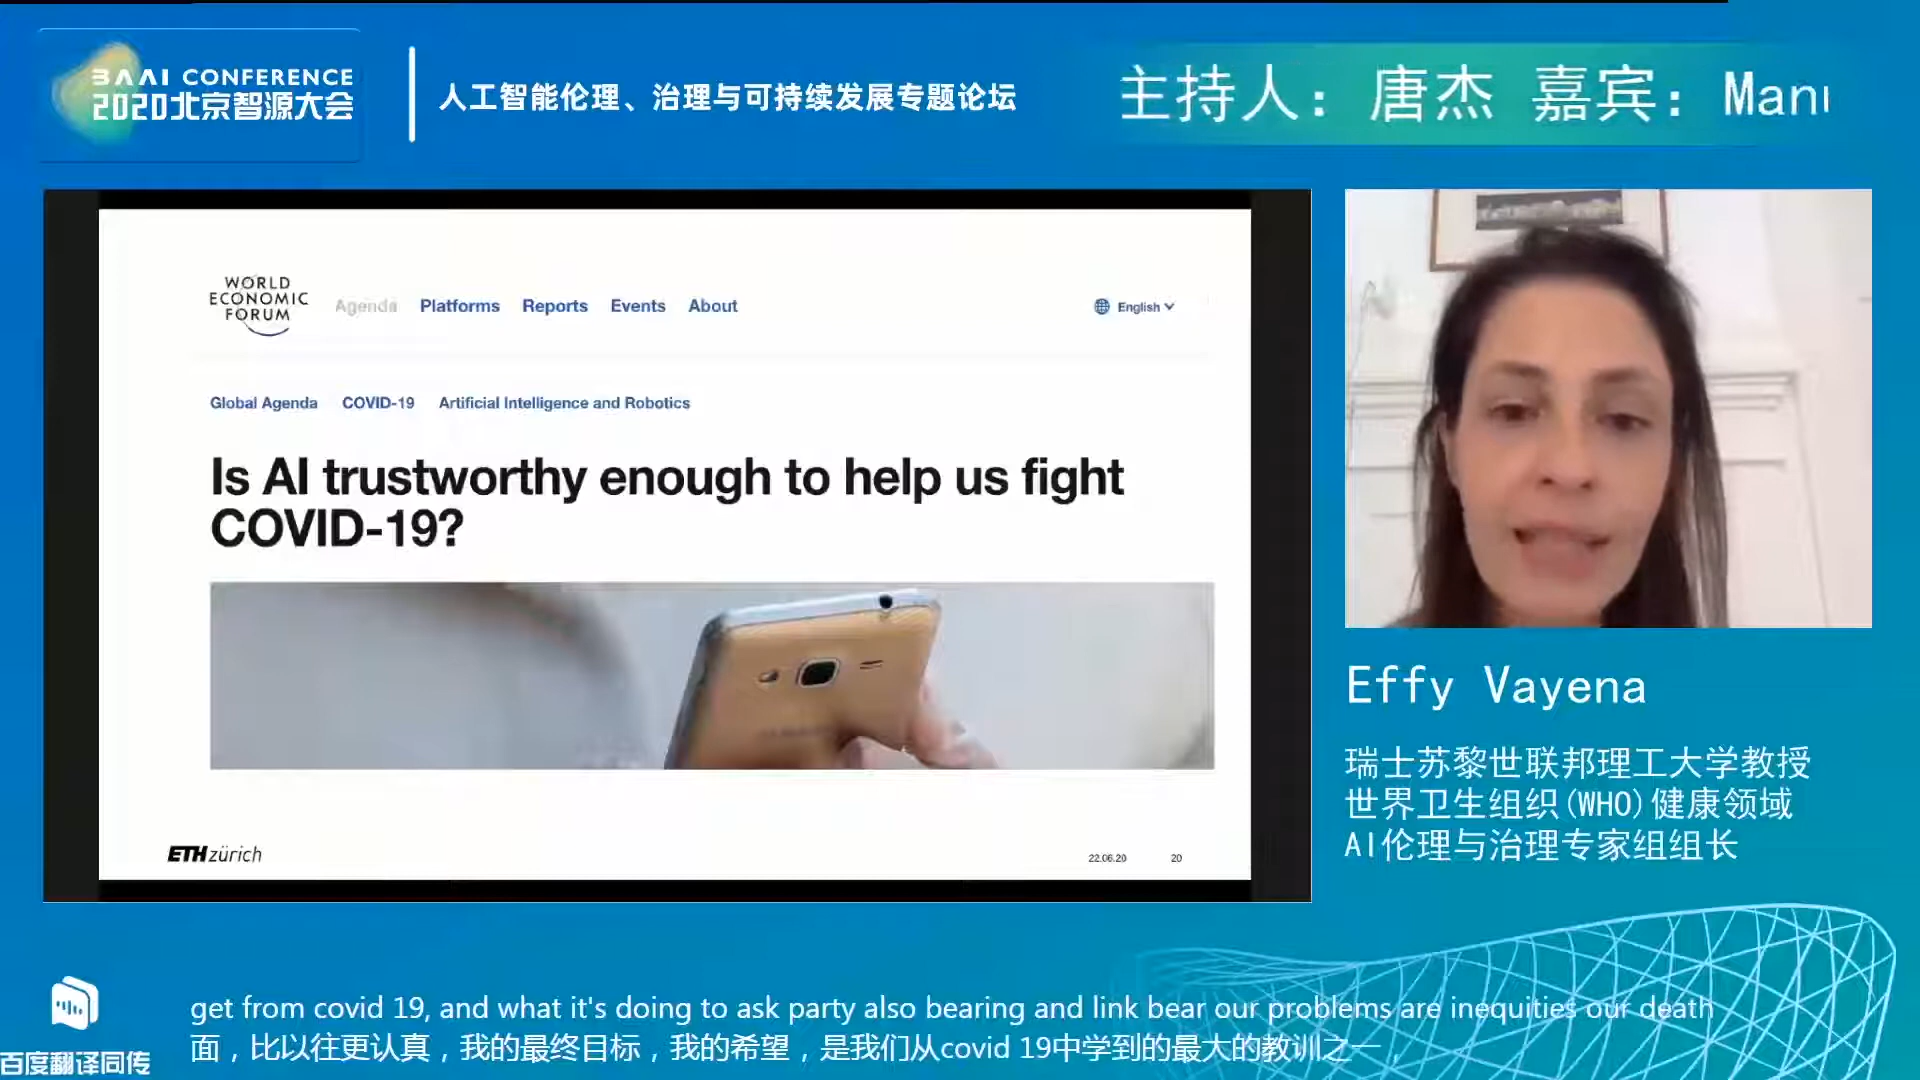 BAAI CONFERENCE
2020北京智源大会
人工智能伦理、治理与可持续发展专题论坛
主持人：唐杰 嘉宾：
WORLD
ECONOMIC
FORUM
Agenda Platforms Reports Events About
English
Global Agenda COVID-19 Artificial Intelligence and Robotics
Is AI trustworthy enough to help us fight
COVID-19?
ETH zürich
22.06.20 20
Effy Vayena
瑞士苏黎世联邦理工大学教授
世界卫生组织(WHO)健康领域
AI伦理与治理专家组组长
get from covid 19, and what it's doing to ask party also bearing and link bear our problems are inequities our death
面，比以往更认真，我的最终目标，我的希望，是我们从covid 19中学到的最大的教训之一，
百度翻译同传